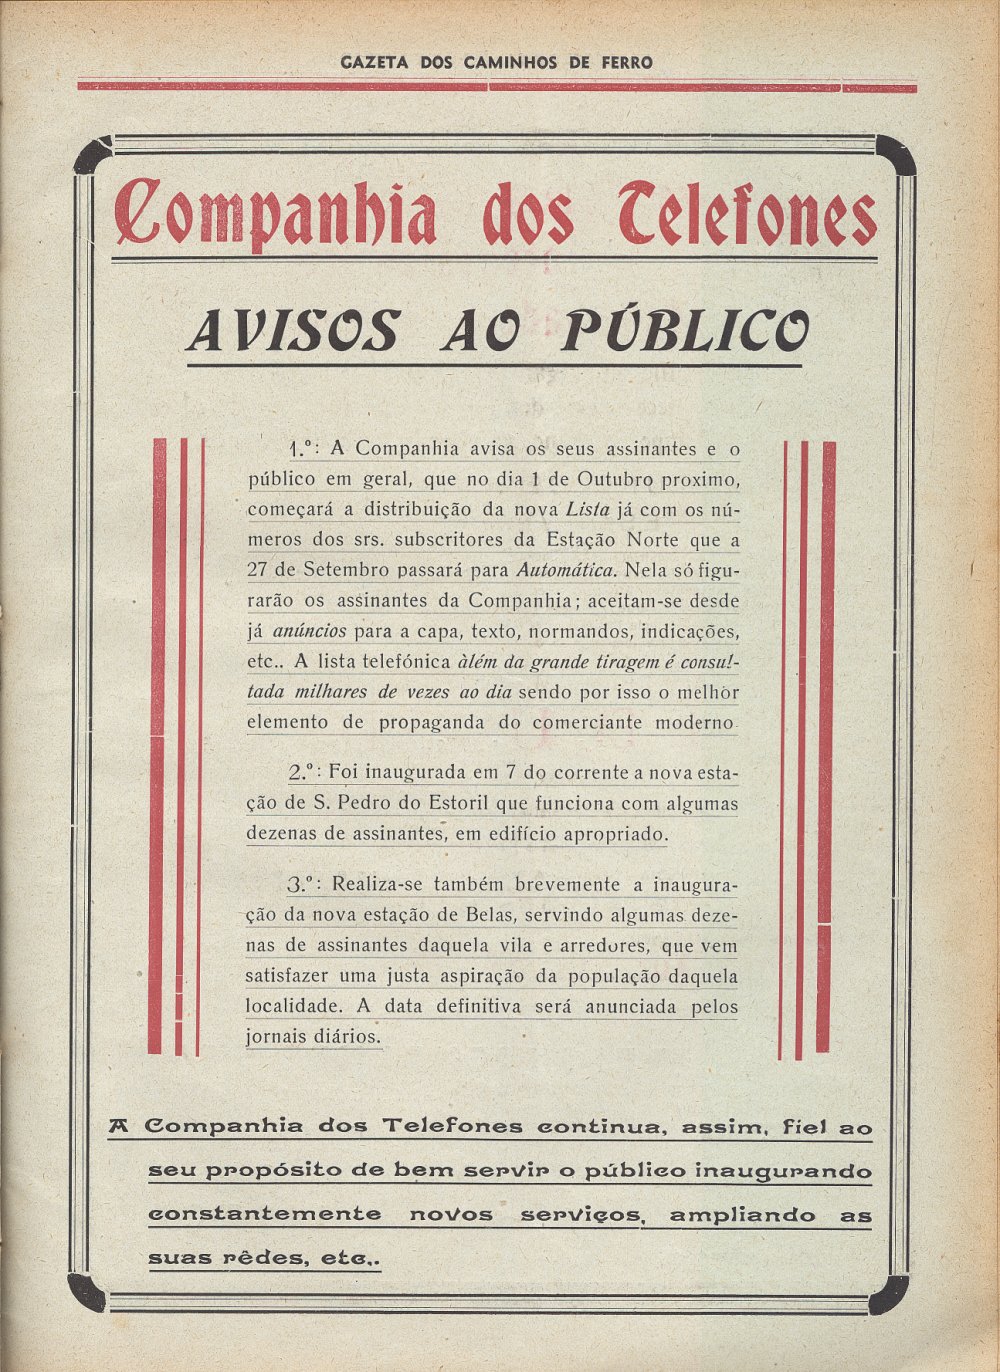 GAZETA DOS CAMINHOS DE FERRO
Companhia dos Telefones
AVISOS AO PÚBLICO
1.º: A Companhia avisa os seus assinantes e o
público em geral, que no dia 1 de Outubro proximo,
começará a distribuição da nova Lista já com os nú-
meros dos srs. subscritores da Estação Norte que a
27 de Setembro passará para Automática. Nela só figu-
rarão os assinantes da Companhia; aceitam-se desde
já anúncios para a capa, texto, normandos, indicações,
etc.. A lista telefónica àlém da grande tiragem é consul-
tada milhares de vezes ao dia sendo por isso o melhor
elemento de propaganda do comerciante moderno.
2.º: Foi inaugurada em 7 do corrente a nova esta-
ção de S. Pedro do Estoril que funciona com algumas
dezenas de assinantes, em edifício apropriado.
3.º: Realiza-se também brevemente a inaugura-
ção da nova estação de Belas, servindo algumas deze-
nas de assinantes daquela vila e arredores, que vem
satisfazer uma justa aspiração da população daquela
localidade. A data definitiva será anunciada pelos
jornais diários.
A Companhia dos Telefones continua, assim, fiel ao
seu propósito de bem servir o público inaugurando
constantemente novos serviços, ampliando as
suas rêdes, etc,.